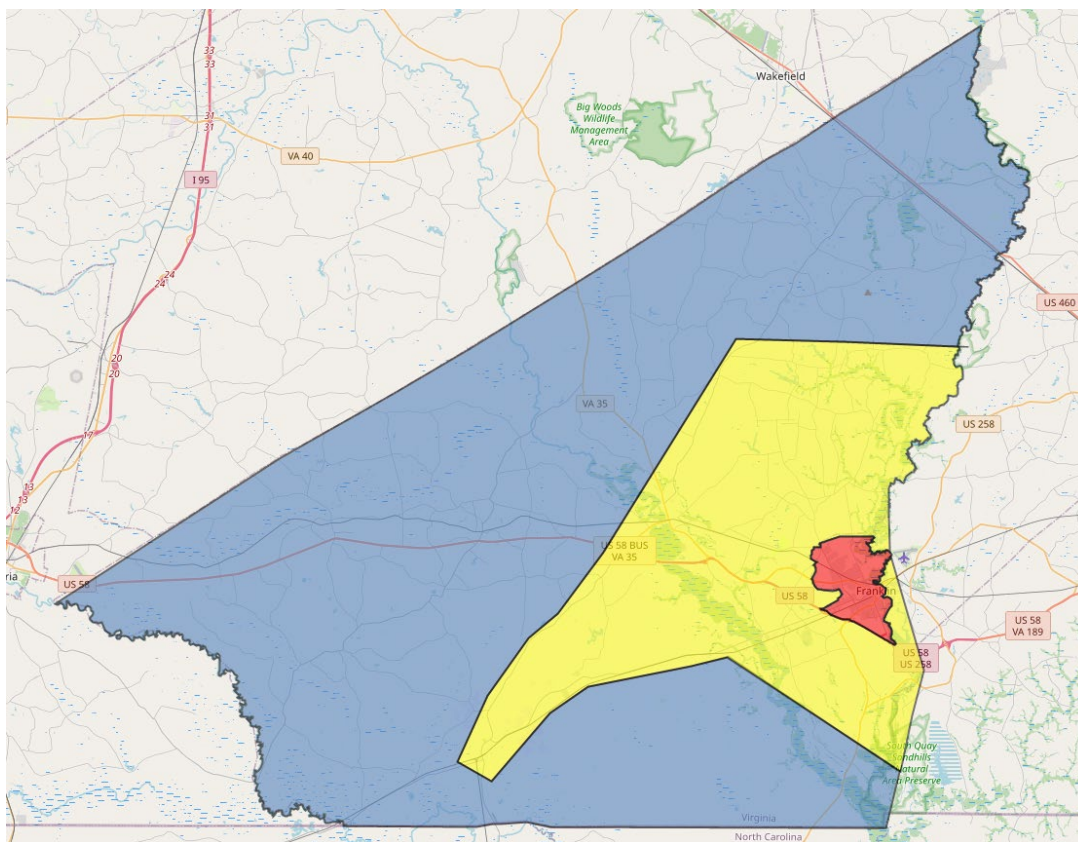 33
33
Wakefield
Big Woods
Wildlife
Management
Area
31
31
VA 40
I 95
24
24
US 460
20
20
VA 35
US 258
17
13
13
12
US 58 BUS
VA 35
ria
US 58
US 58
Franklin
US 58
VA 189
US 58
US 258
South Quay
Sandhills
Natural
Area Preserve
Virginia
North Carolina